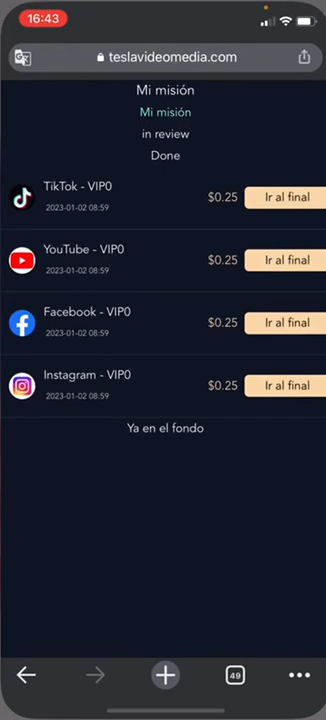 16:43
teslavideomedia.com
Mi misión
Mi misión
in review
Done
TikTok - VIP0
$0.25
Ir al final
2023-01-02 08:59
YouTube - VIP0
$0.25
Ir al final
2023-01-02 08:59
Facebook - VIP0
$0.25
Ir al final
2023-01-02 08:59
Instagram - VIP0
$0.25
Ir al final
2023-01-02 08:59
Ya en el fondo
49